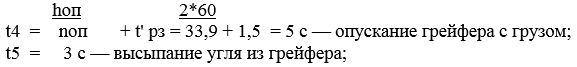 hоп 2*60
t4 = nоп + t' рз = 33,9 + 1,5 = 5 с — опускание грейфера с грузом;
t5 = 3 с — высыпание угля из грейфера;